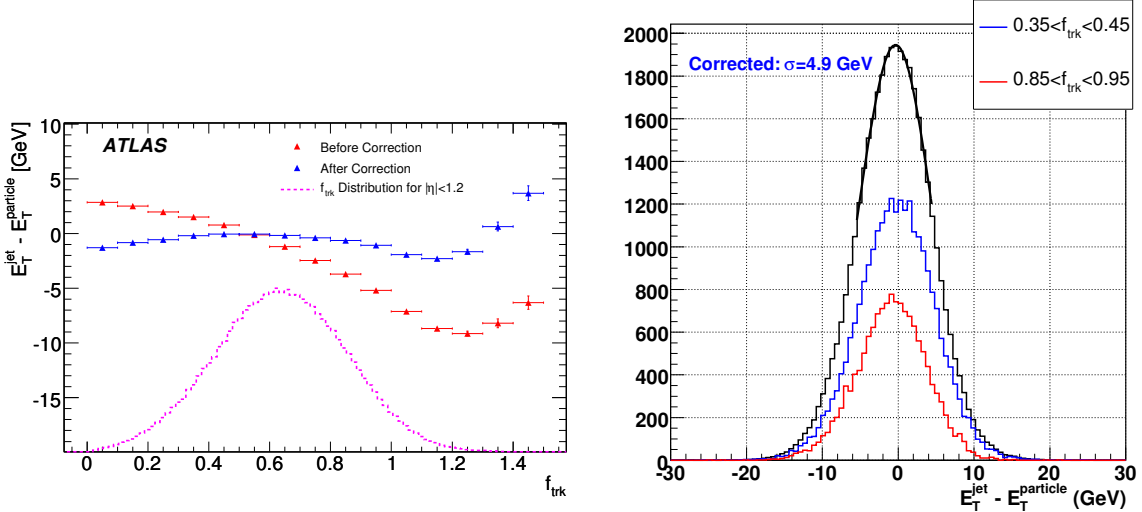 E_T^jet - E_T^particle [GeV]
10
5
0
-5
-10
-15
ATLAS
Before Correction
After Correction
f_trk Distribution for |η|<1.2
0 0.2 0.4 0.6 0.8 1 1.2 1.4
f_trk
0.35<f_trk<0.45
0.85<f_trk<0.95
Corrected: σ=4.9 GeV
2000
1800
1600
1400
1200
1000
800
600
400
200
0
-30 -20 -10 0 10 20 30
E_T^jet - E_T^particle (GeV)